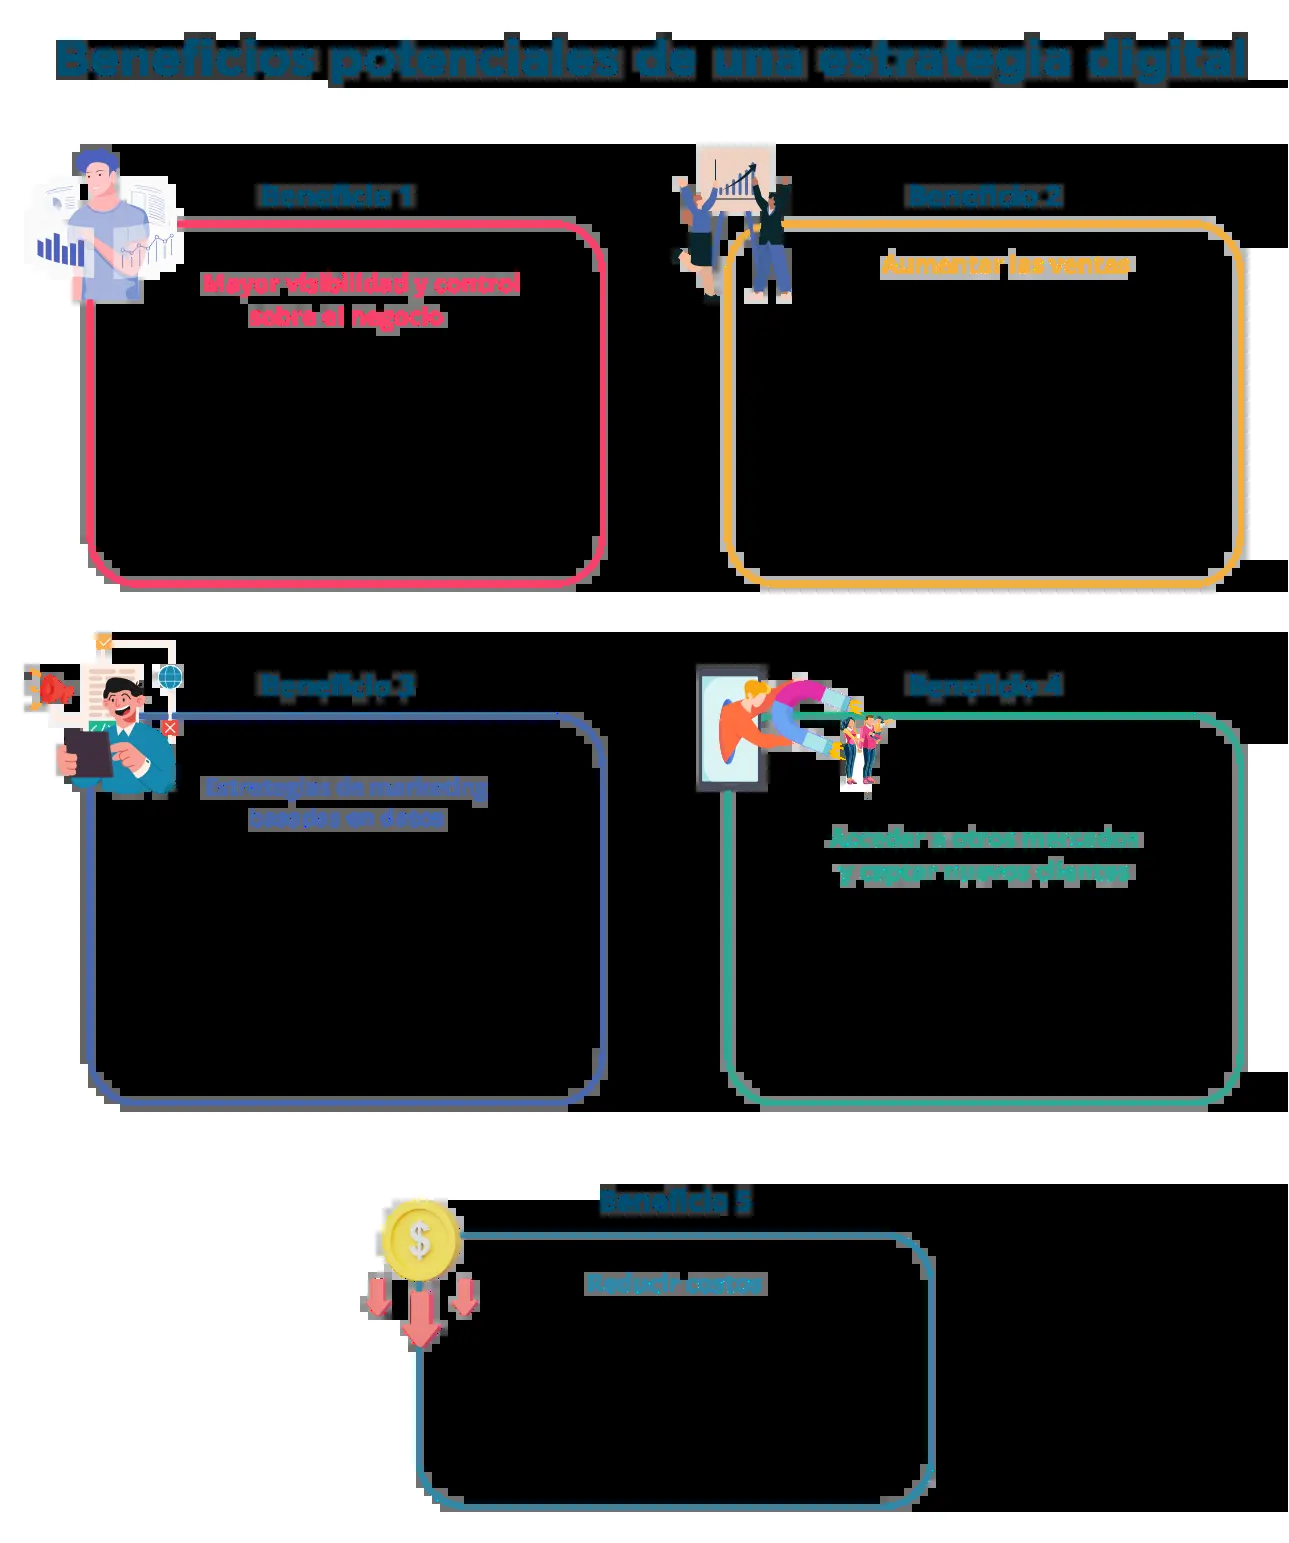 Beneficios potenciales de una estrategia digital
Beneficio 1
Mayor visibilidad y control
sobre el negocio
Beneficio 2
Aumentar las ventas
Beneficio 3
Estrategias de marketing
basadas en datos
Beneficio 4
Acceder a otros mercados
y captar nuevos clientes
Beneficio 5
$
Reducir costos